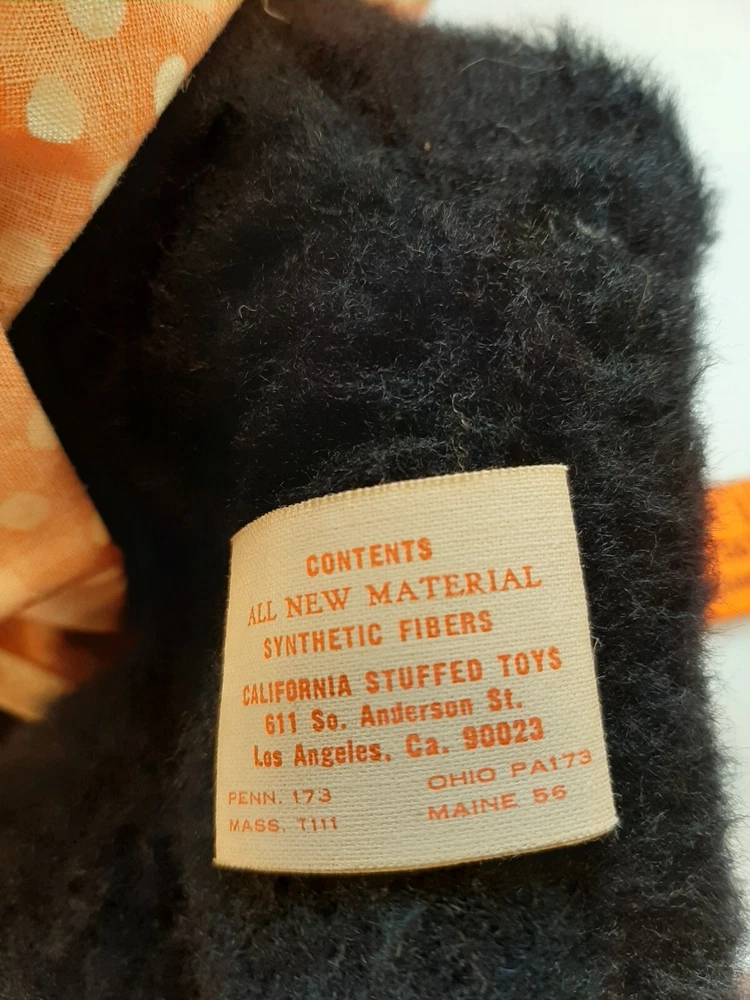 CONTENTS
ALL NEW MATERIAL
SYNTHETIC FIBERS
CALIFORNIA STUFFED TOYS
611 So. Anderson St.
Los Angeles, Ca. 90023
PENN. 173 OHIO PA173
MASS. T111 MAINE 56